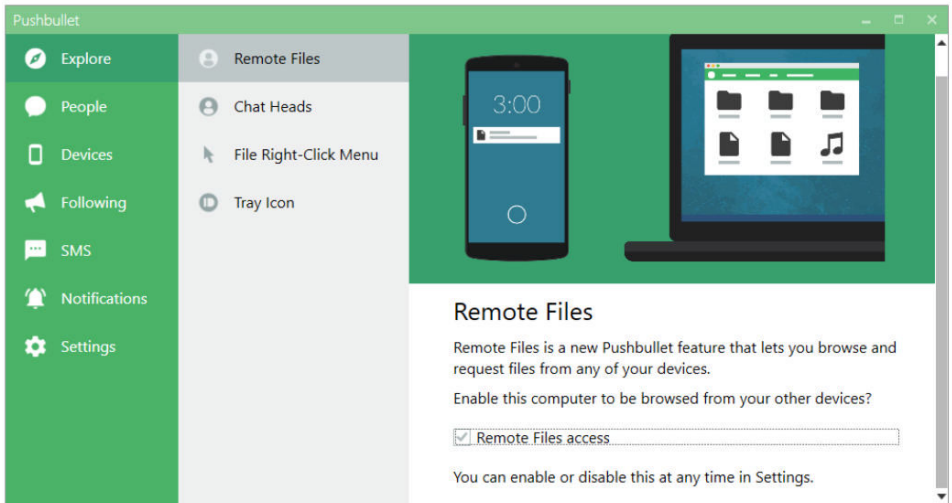 Pushbullet
Explore
People
Devices
Following
SMS
Notifications
Settings
Remote Files
Chat Heads
File Right-Click Menu
Tray Icon
3:00
Remote Files
Remote Files is a new Pushbullet feature that lets you browse and
request files from any of your devices.
Enable this computer to be browsed from your other devices?
Remote Files access
You can enable or disable this at any time in Settings.